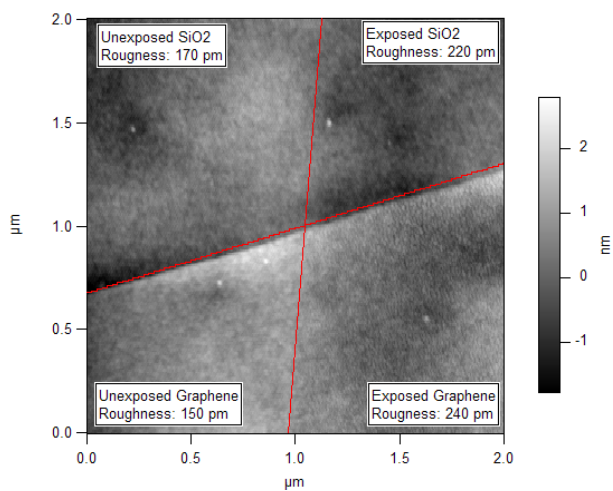 Unexposed SiO2
Rougness: 170 pm
Exposed SiO2
Roughness: 220 pm
Unexposed Graphene
Roughness: 150 pm
Exposed Graphene
Rougness: 240 pm
2.0
1.5
1.0
0.5
0.0
µm
0.0
0.5
1.0
1.5
2.0
µm
2
1
0
-1
nm